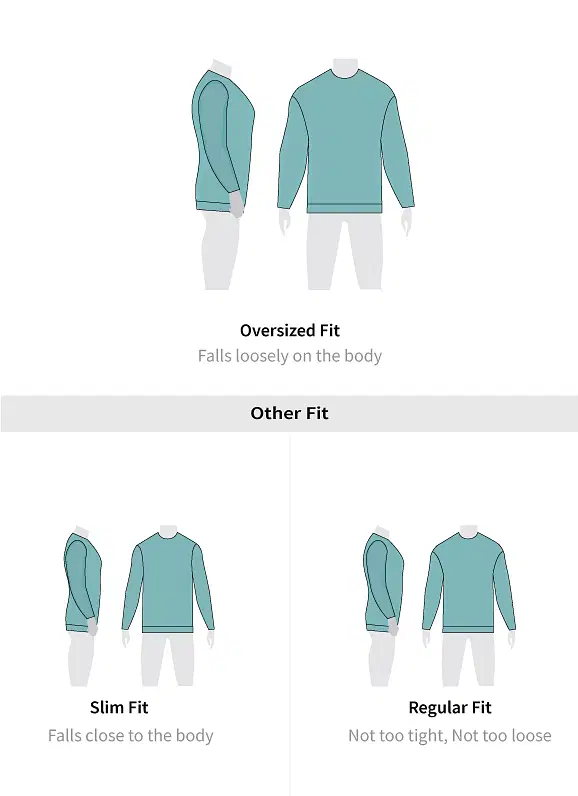 Oversized Fit
Falls loosely on the body
Other Fit
Slim Fit
Falls close to the body
Regular Fit
Not too tight, Not too loose